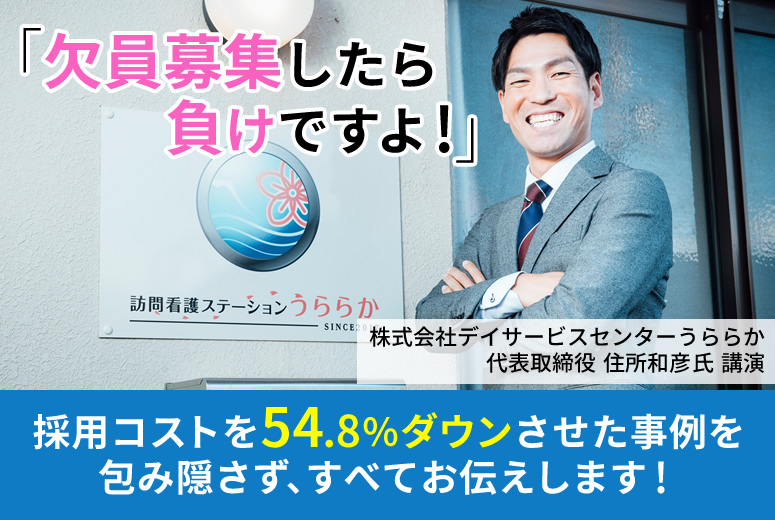 「欠員募集したら
負けですよ!」
訪問看護ステーションうららか
SINCE
株式会社デイサービスセンターうららか
代表取締役 住所和彦氏 講演
採用コストを54.8%ダウンさせた事例を
包み隠さず、すべてお伝えします!